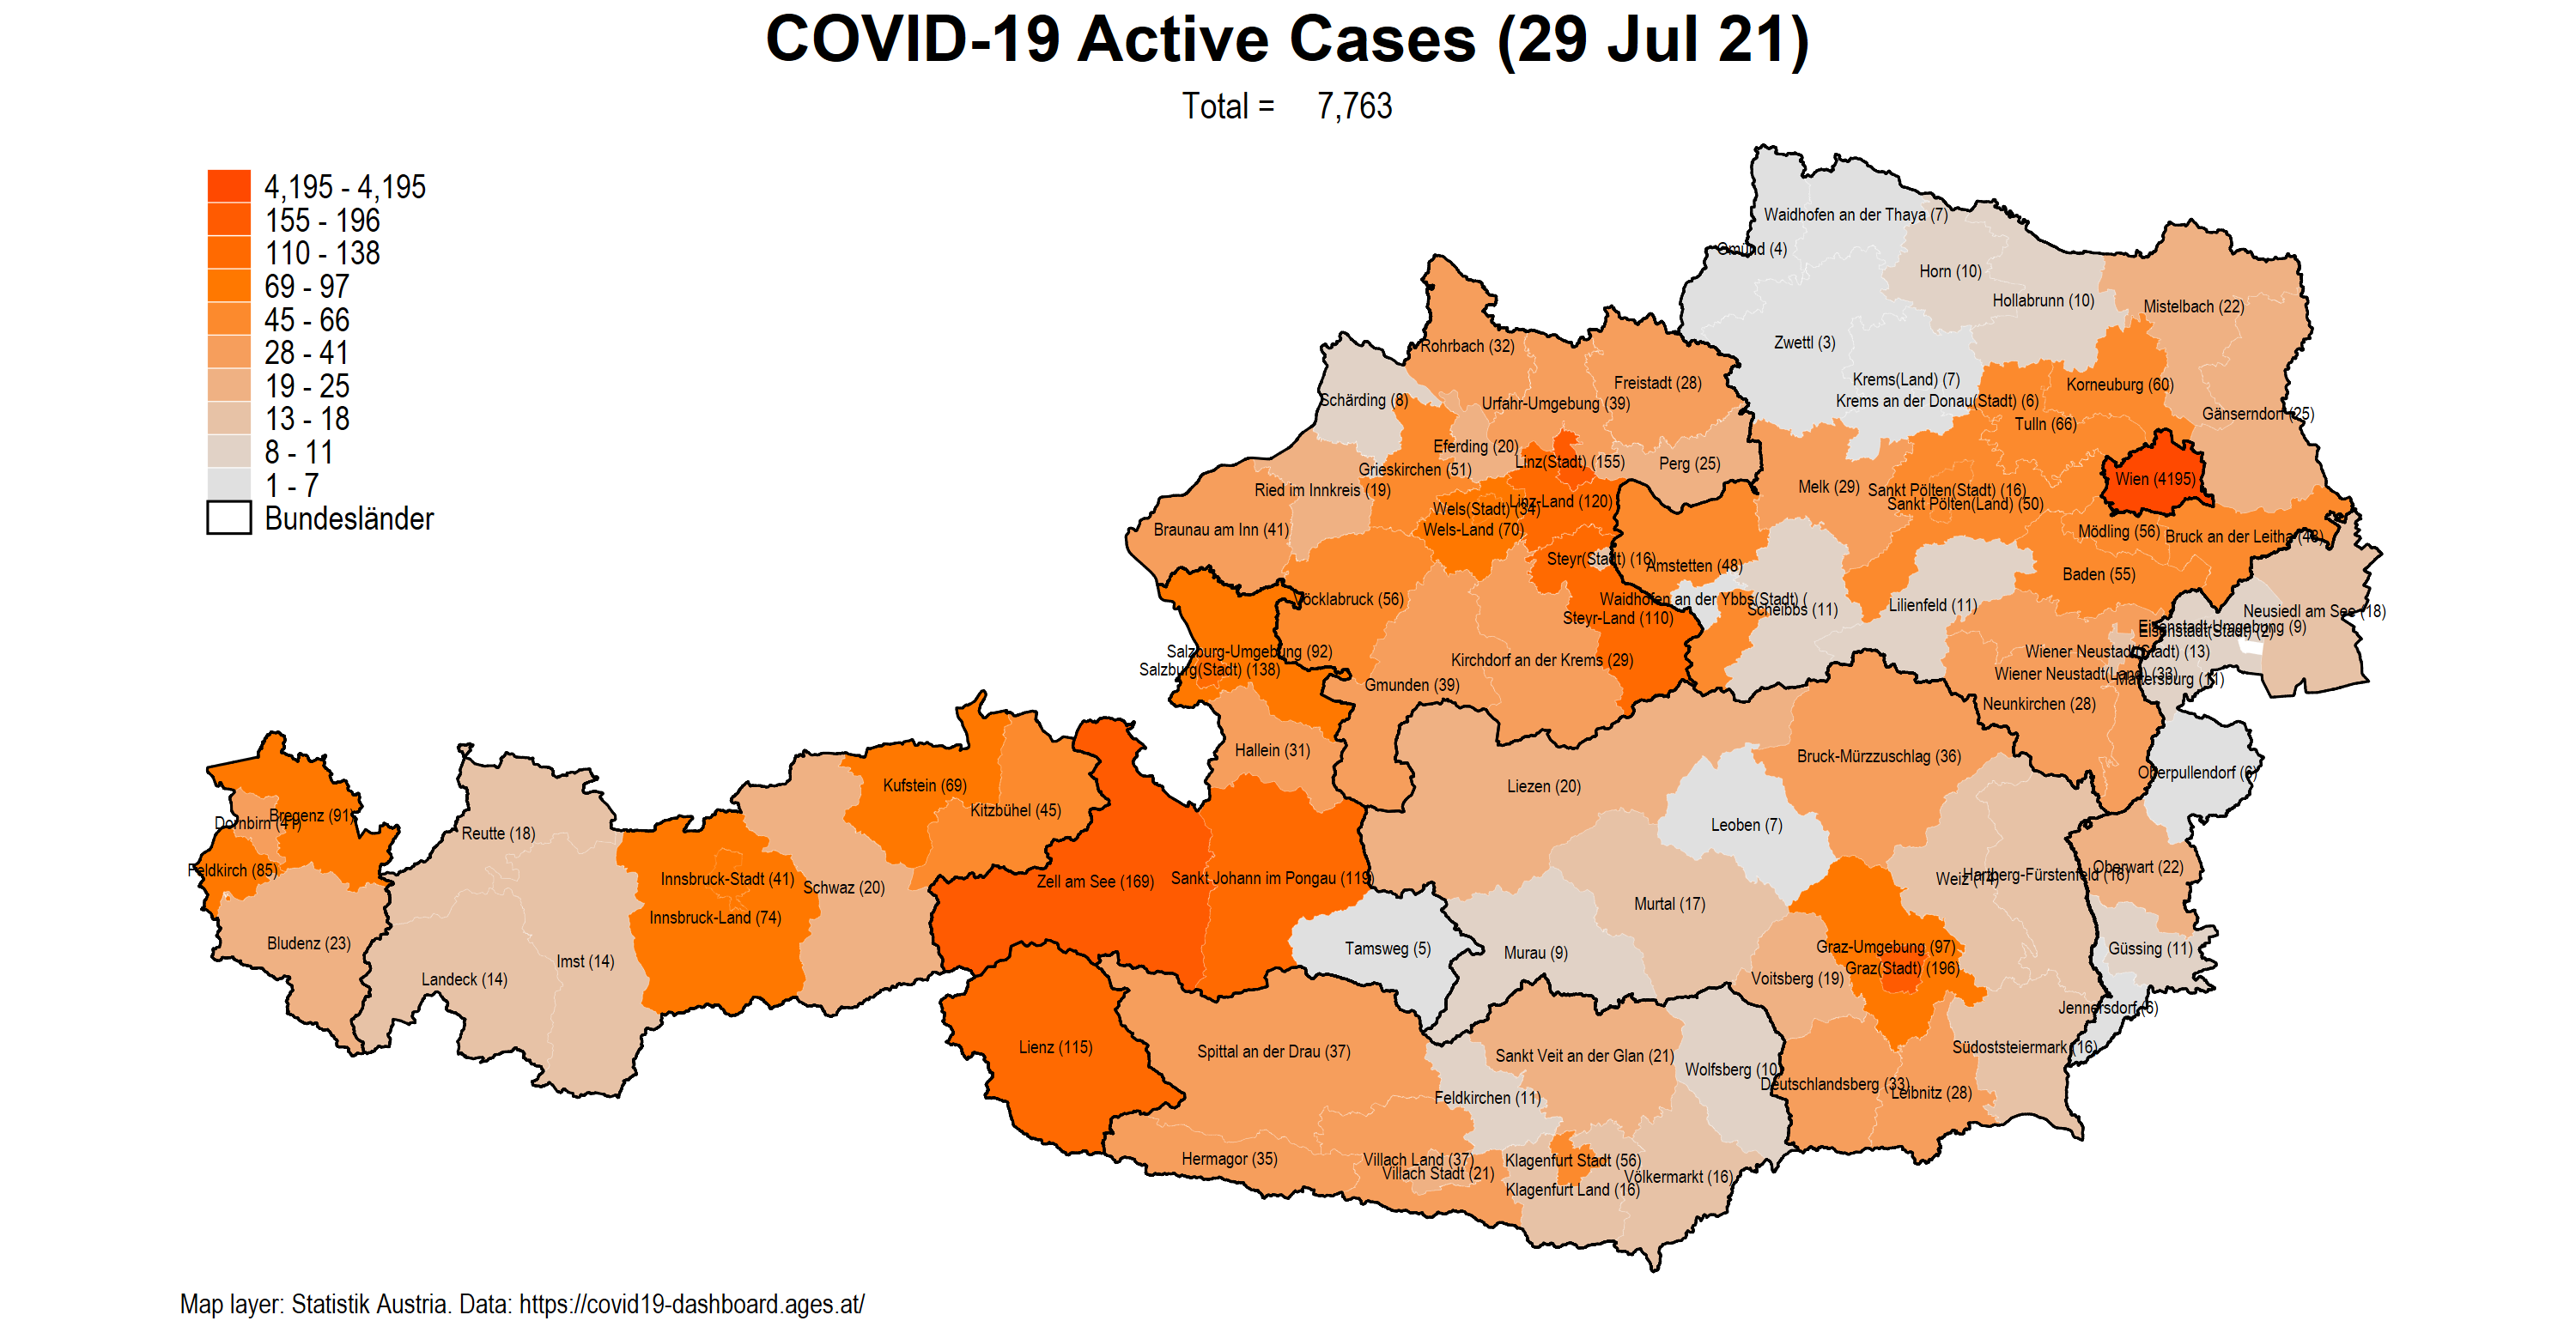 COVID-19 Active Cases (29 Jul 21)
Total = 7,763
4,195 - 4,195
155 - 196
110 - 138
69 - 97
45 - 66
28 - 41
19 - 25
13 - 18
8 - 11
1 - 7
Bundesländer
Waidhofen an der Thaya (7)
Gmünd (4)
Horn (10)
Hollabrunn (10)
Mistelbach (22)
Zwettl (3)
Rohrbach (32)
Freistadt (28)
Krems(Land) (7)
Korneuburg (60)
Schärding (8)
Urfahr-Umgebung (39)
Krems an der Donau(Stadt) (6)
Gänserndorf (25)
Tulln (66)
Eferding (20)
Linz(Stadt) (155)
Perg (25)
Grieskirchen (51)
Wien (4195)
Melk (29)
Ried im Innkreis (19)
Sankt Pölten(Stadt) (16)
Linz-Land (120)
Sankt Pölten(Land) (50)
Wels(Stadt) (34)
Braunau am Inn (41)
Wels-Land (70)
Mödling (56)
Bruck an der Leitha (48)
Steyr(Stadt) (16)
Amstetten (48)
Baden (55)
Vöcklabruck (56)
Waidhofen an der Ybbs(Stadt) (
Scheibbs (11)
Lilienfeld (11)
Neusiedl am See (18)
Steyr-Land (110)
Eisenstadt-Umgebung (9)
Eisenstadt(Stadt) (2)
Salzburg-Umgebung (92)
Wiener Neustadt(Stadt) (13)
Kirchdorf an der Krems (29)
Salzburg(Stadt) (138)
Wiener Neustadt(Land) (33)
Mattersburg (11)
Gmunden (39)
Neunkirchen (28)
Hallein (31)
Bruck-Mürzzuschlag (36)
Oberpullendorf (6)
Kufstein (69)
Liezen (20)
Kitzbühel (45)
Bregenz (91)
Dornbirn (41)
Leoben (7)
Reutte (18)
Oberwart (22)
Feldkirch (85)
Innsbruck-Stadt (41)
Schwaz (20)
Zell am See (169)
Sankt Johann im Pongau (119)
Weiz (14)
Hartberg-Fürstenfeld (16)
Murtal (17)
Innsbruck-Land (74)
Bludenz (23)
Tamsweg (5)
Murau (9)
Graz-Umgebung (97)
Güssing (11)
Imst (14)
Graz(Stadt) (196)
Landeck (14)
Voitsberg (19)
Jennersdorf (6)
Lienz (115)
Spittal an der Drau (37)
Sankt Veit an der Glan (21)
Südoststeiermark (16)
Wolfsberg (10)
Deutschlandsberg (33)
Leibnitz (28)
Feldkirchen (11)
Hermagor (35)
Villach Land (37)
Klagenfurt Stadt (56)
Villach Stadt (21)
Völkermarkt (16)
Klagenfurt Land (16)
Map layer: Statistik Austria. Data: https://covid19-dashboard.ages.at/